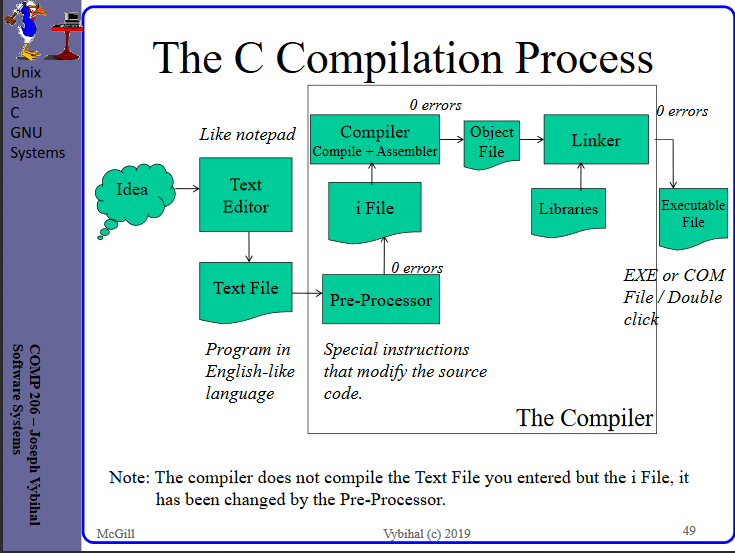 Unix
Bash
C
GNU
Systems
COMP 206 – Joseph Vybihal
Software Systems
The C Compilation Process
0 errors
0 errors
Like notepad
Compiler
Compile + Assembler
Object
File
Linker
Idea
Text
Editor
i File
Libraries
Executable
File
0 errors
Text File
Pre-Processor
EXE or COM
File / Double
click
Program in
English-like
language
Special instructions
that modify the source
code.
The Compiler
Note: The compiler does not compile the Text File you entered but the i File, it
has been changed by the Pre-Processor.
McGill
Vybihal (c) 2019
49